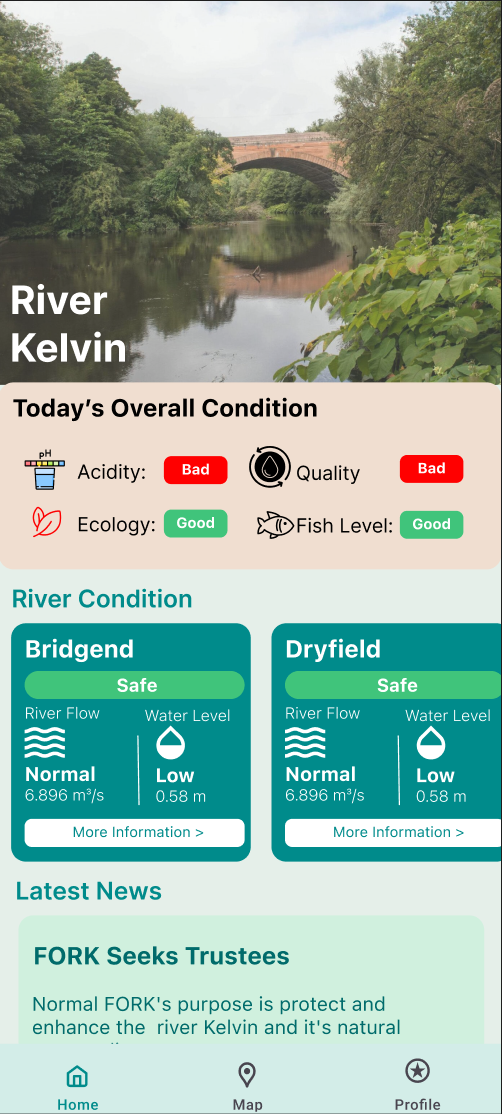 River
Kelvin
Today's Overall Condition
pH
Acidity: Bad
Quality Bad
Ecology: Good
Fish Level: Good
River Condition
Bridgend
Safe
River Flow Water Level
Normal Low
6.896 m³/s 0.58 m
More Information >
Dryfield
Safe
River Flow Water Level
Normal Low
6.896 m³/s 0.58 m
More Information >
Latest News
FORK Seeks Trustees
Normal FORK's purpose is protect and
enhance the  river Kelvin and it's natural
Home Map Profile